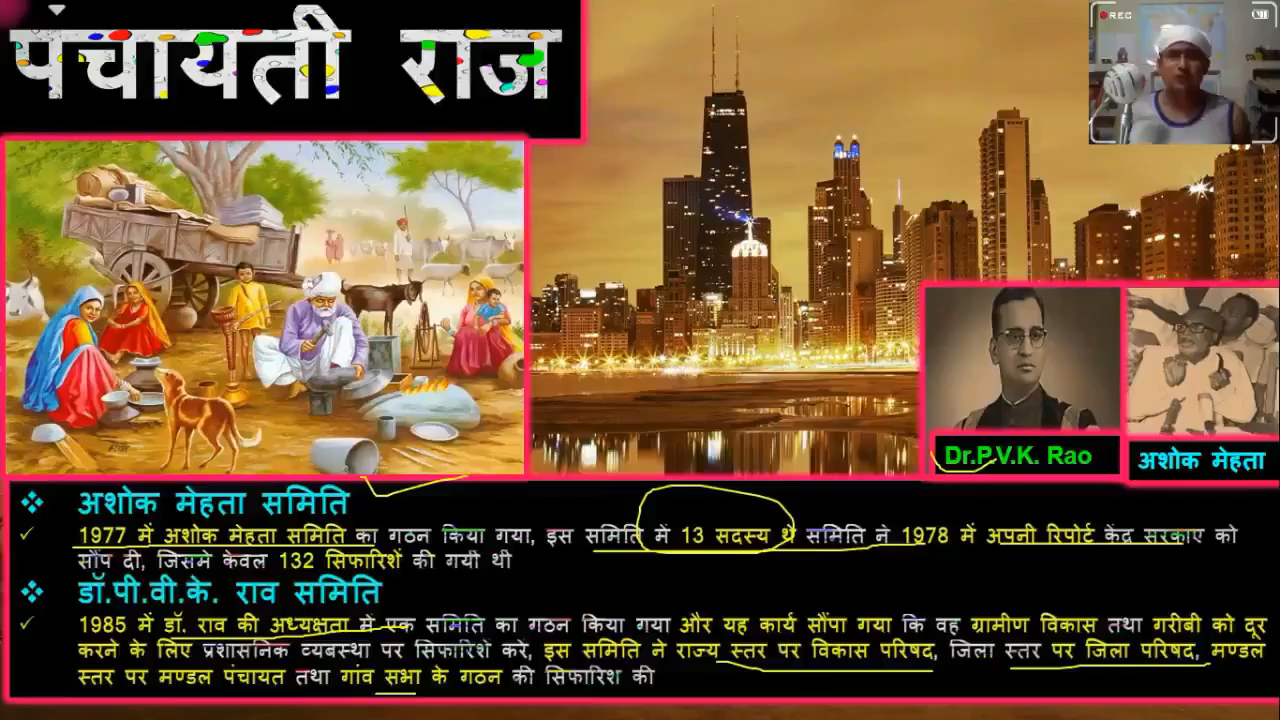 पंचायती राज
REC
Dr.P.V.K. Rao
अशोक मेहता
❖ अशोक मेहता समिति
✓ 1977 में अशोक मेहता समिति का गठन किया गया, इस समिति में 13 सदस्य थे समिति ने 1978 में अपनी रिपोर्ट केंद्र सरकाए को
सौंप दी, जिसमे केवल 132 सिफारिशें की गयी थी
❖ डॉ.पी.वी.के. राव समिति
✓ 1985 में डॉ. राव की अध्यक्षता में एक समिति का गठन किया गया और यह कार्य सौंपा गया कि वह ग्रामीण विकास तथा गरीबी को दूर
करने के लिए प्रशासनिक व्यबस्था पर सिफारिशे करे, इस समिति ने राज्य स्तर पर विकास परिषद, जिला स्तर पर जिला परिषद, मण्डल
स्तर पर मण्डल पंचायत तथा गांव सभा के गठन की सिफारिश की